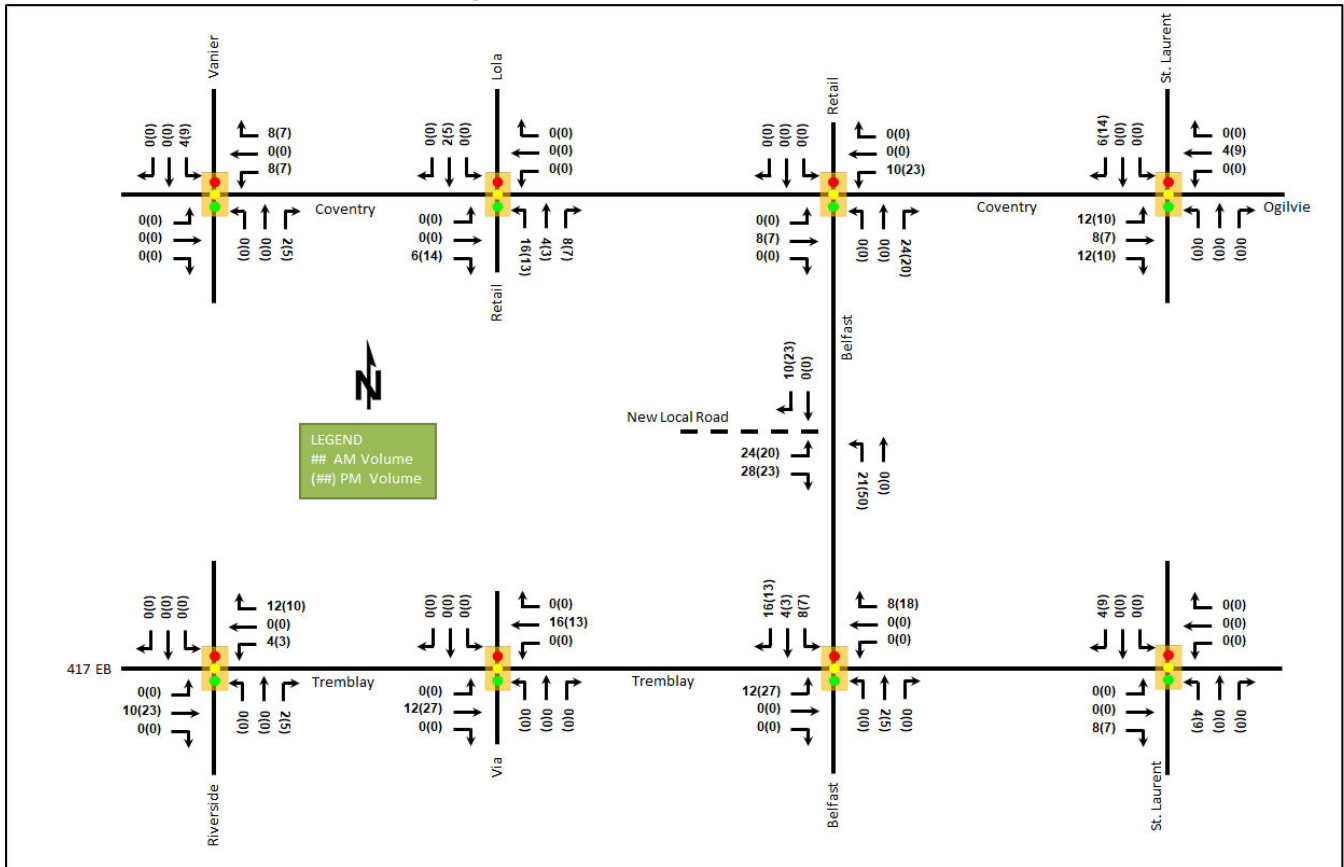 Vanier
Lola
Retail
St. Laurent
0(0) 0(0) 4(9)
8(7)
0(0)
8(7)
0(0) 2(5) 0(0)
0(0)
0(0)
0(0)
0(0) 0(0) 0(0)
0(0)
0(0)
10(23)
6(14) 0(0) 0(0)
0(0)
4(9)
0(0)
Coventry
Coventry
Ogilvie
0(0)
0(0)
0(0)
0(0) 0(0) 2(5)
0(0)
0(0)
6(14)
16(13) 4(3) 8(7)
Retail
0(0)
8(7)
0(0)
0(0) 0(0) 24(20)
12(10)
8(7)
12(10)
0(0) 0(0) 0(0)
Belfast
N
LEGEND
## AM Volume
(##) PM Volume
10(23) 0(0)
New Local Road
24(20)
28(23)
21(50) 0(0)
0(0) 0(0) 0(0)
12(10)
0(0)
4(3)
0(0) 0(0) 0(0)
0(0)
16(13)
0(0)
16(13) 4(3) 8(7)
8(18)
0(0)
0(0)
4(9) 0(0) 0(0)
0(0)
0(0)
0(0)
417 EB
Tremblay
Tremblay
0(0)
10(23)
0(0)
0(0) 0(0) 2(5)
0(0)
12(27)
0(0)
0(0) 0(0) 0(0)
12(27)
0(0)
0(0)
0(0) 2(5) 0(0)
0(0)
0(0)
8(7)
4(9) 0(0) 0(0)
Riverside
Via
Belfast
St. Laurent